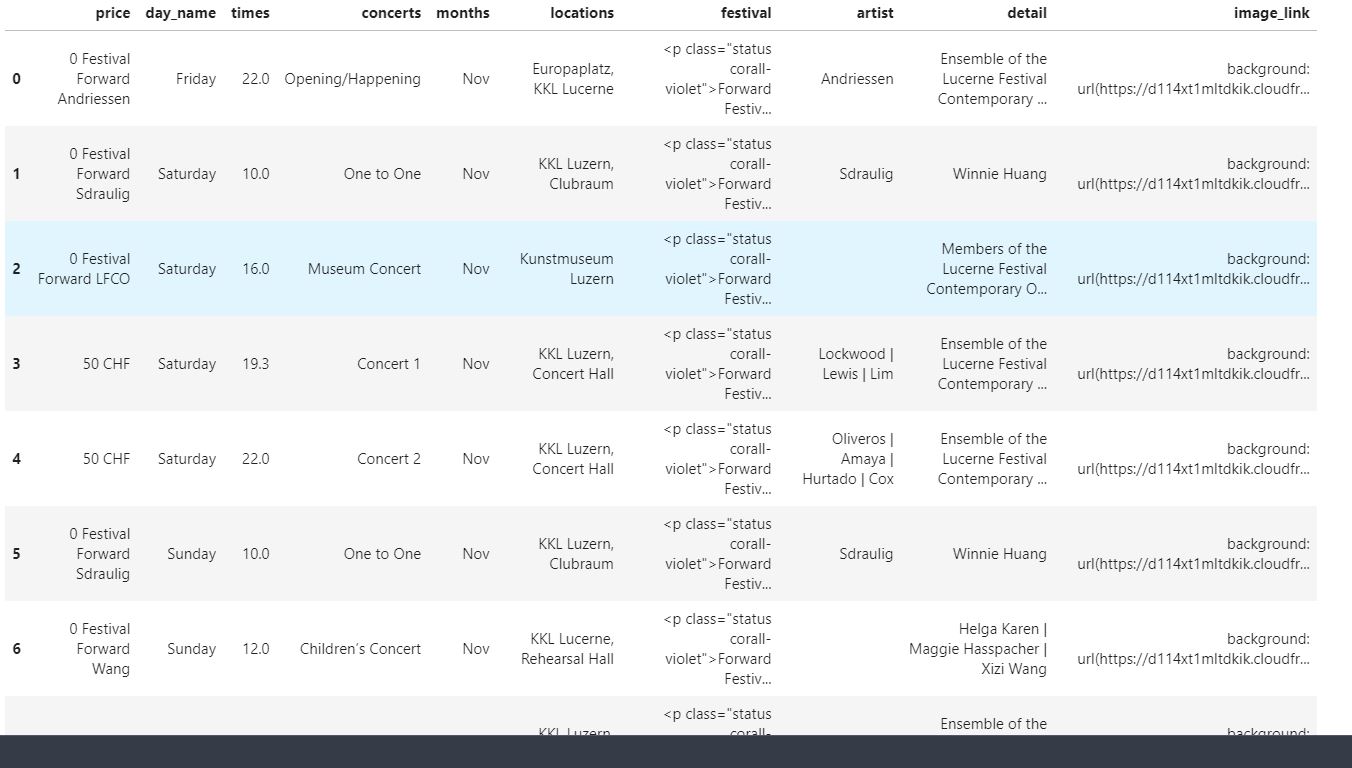 price day_name times concerts months locations festival artist detail image_link
0 0 Festival Forward Andriessen Friday 22.0 Opening/Happening Nov Europaplatz, KKL Lucerne <p class="status corall-violet">Forward Festiv... Andriessen Ensemble of the Lucerne Festival Contemporary ... background: url(https://d114xt1mltdkik.cloudfr...
1 0 Festival Forward Sdraulig Saturday 10.0 One to One Nov KKL Luzern, Clubraum <p class="status corall-violet">Forward Festiv... Sdraulig Winnie Huang background: url(https://d114xt1mltdkik.cloudfr...
2 0 Festival Forward LFCO Saturday 16.0 Museum Concert Nov Kunstmuseum Luzern <p class="status corall-violet">Forward Festiv... Members of the Lucerne Festival Contemporary O... background: url(https://d114xt1mltdkik.cloudfr...
3 50 CHF Saturday 19.3 Concert 1 Nov KKL Luzern, Concert Hall <p class="status corall-violet">Forward Festiv... Lockwood | Lewis | Lim Ensemble of the Lucerne Festival Contemporary ... background: url(https://d114xt1mltdkik.cloudfr...
4 50 CHF Saturday 22.0 Concert 2 Nov KKL Luzern, Concert Hall <p class="status corall-violet">Forward Festiv... Oliveros | Amaya | Hurtado | Cox Ensemble of the Lucerne Festival Contemporary ... background: url(https://d114xt1mltdkik.cloudfr...
5 0 Festival Forward Sdraulig Sunday 10.0 One to One Nov KKL Luzern, Clubraum <p class="status corall-violet">Forward Festiv... Sdraulig Winnie Huang background: url(https://d114xt1mltdkik.cloudfr...
6 0 Festival Forward Wang Sunday 12.0 Children's Concert Nov KKL Lucerne, Rehearsal Hall <p class="status corall-violet">Forward Festiv... Helga Karen | Maggie Hasspacher | Xizi Wang background: url(https://d114xt1mltdkik.cloudfr...
<p class="status Ensemble of the
KKL Luzern, corall- background: